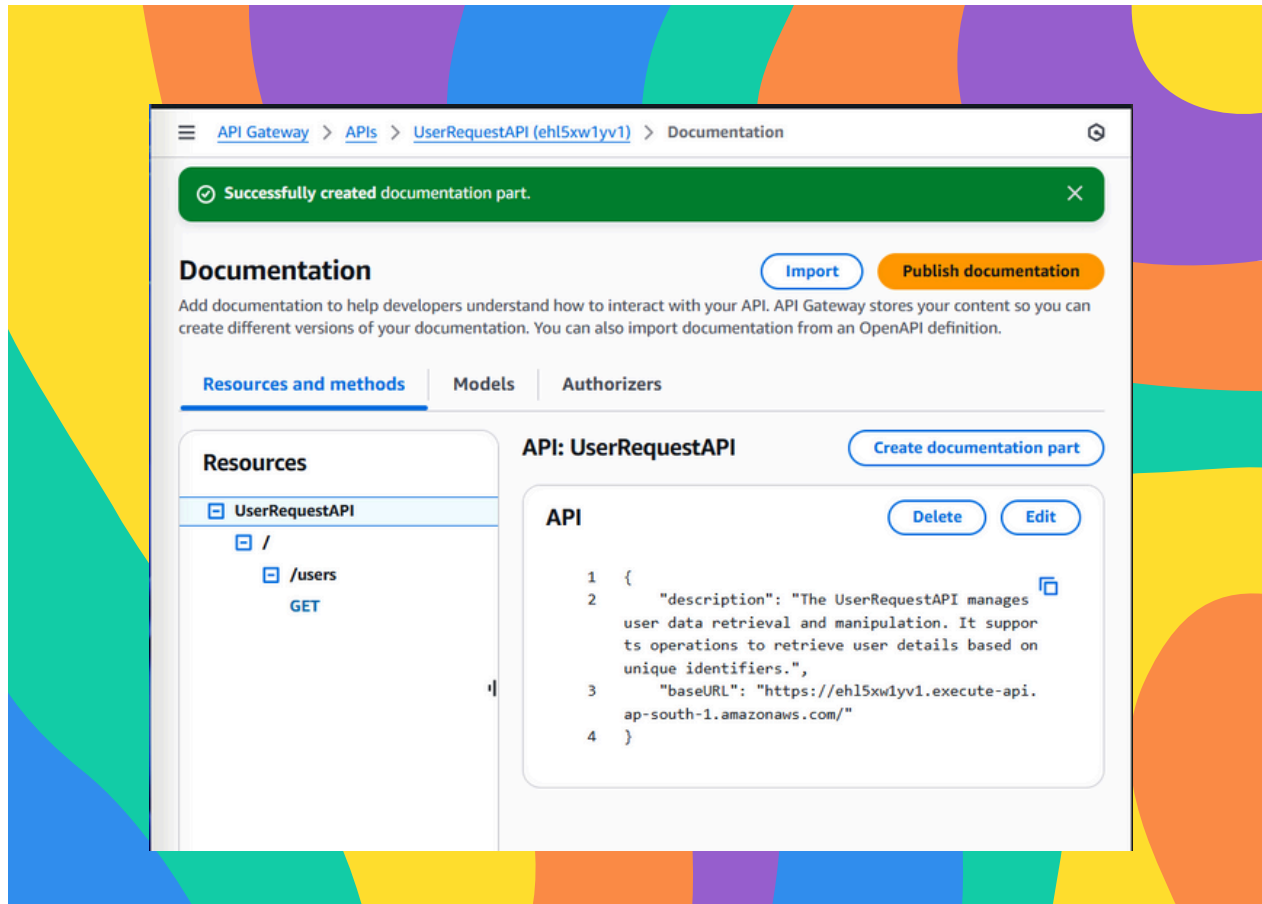 API Gateway > APIs > UserRequestAPI (ehl5xw1yv1) > Documentation
Successfully created documentation part.
Documentation
Import
Publish documentation
Add documentation to help developers understand how to interact with your API. API Gateway stores your content so you can
create different versions of your documentation. You can also import documentation from an OpenAPI definition.
Resources and methods
Models
Authorizers
Resources
UserRequestAPI
/
/users
GET
API: UserRequestAPI
Create documentation part
API
Delete
Edit
1 {
2 "description": "The UserRequestAPI manages
user data retrieval and manipulation. It suppor
ts operations to retrieve user details based on
unique identifiers.",
3 "baseURL": "https://ehl5xw1yv1.execute-api.
ap-south-1.amazonaws.com/"
4 }